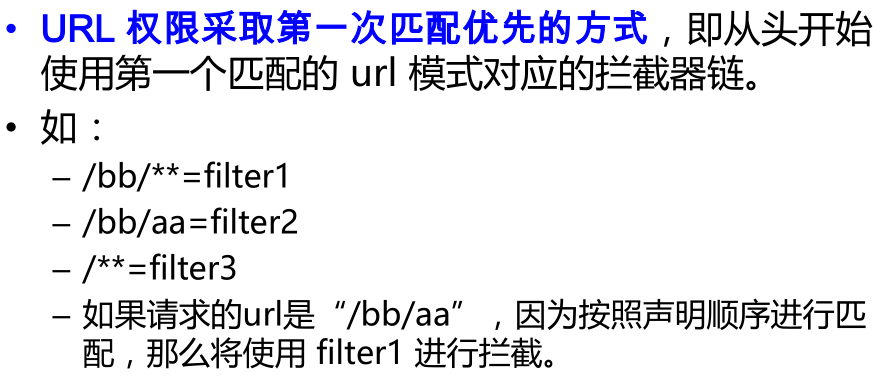 • URL 权限采取第一次匹配优先的方式，即从头开始
使用第一个匹配的 url 模式对应的拦截器链。
• 如：
– /bb/**=filter1
– /bb/aa=filter2
– /**=filter3
– 如果请求的url是“/bb/aa”，因为按照声明顺序进行匹
配，那么将使用 filter1 进行拦截。